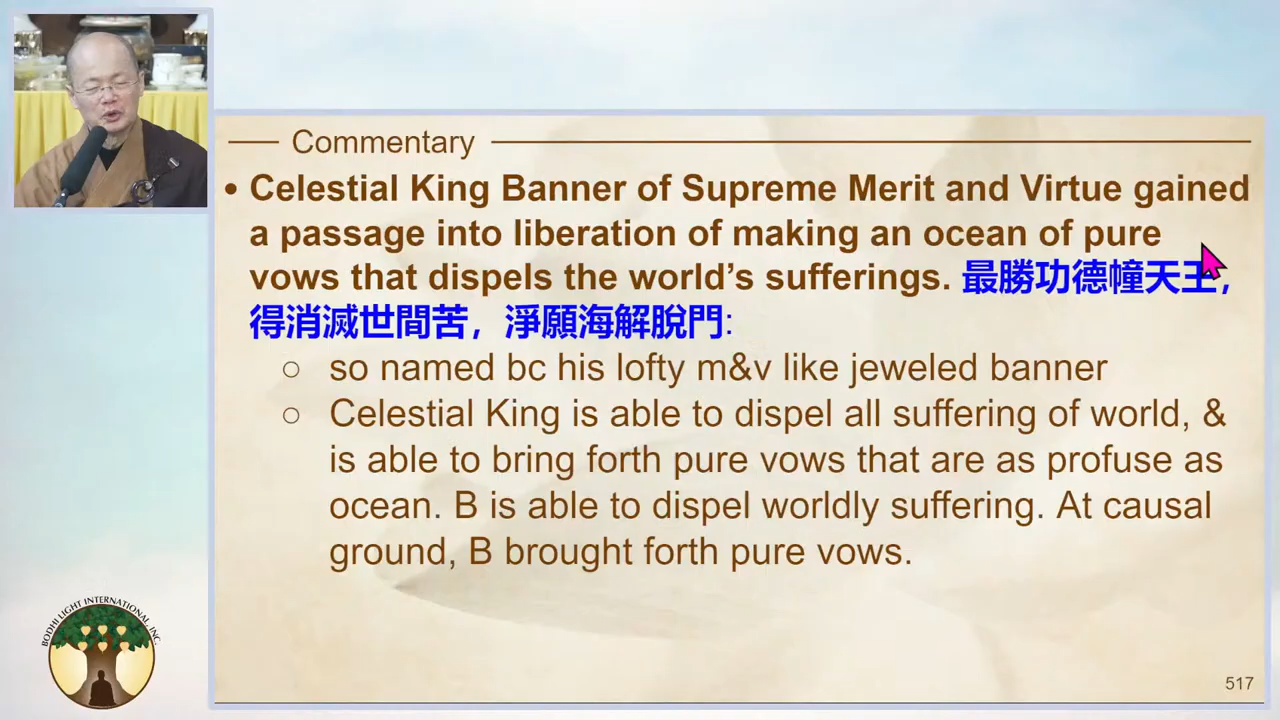 Commentary
• Celestial King Banner of Supreme Merit and Virtue gained
a passage into liberation of making an ocean of pure
vows that dispels the world’s sufferings. 最勝功德幢天王,
得消滅世間苦，淨願海解脫門:
○ so named bc his lofty m&v like jeweled banner
○ Celestial King is able to dispel all suffering of world, &
is able to bring forth pure vows that are as profuse as
ocean. B is able to dispel worldly suffering. At causal
ground, B brought forth pure vows.
BODHI LIGHT INTERNATIONAL, INC.
517